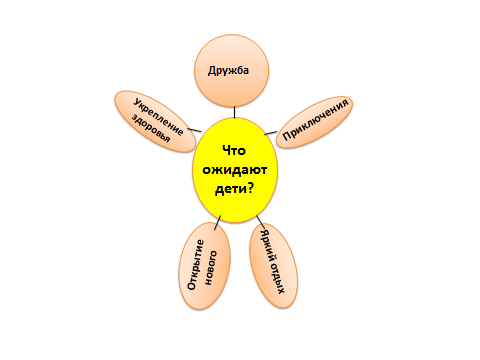 Дружба
Укрепление
здоровья
Приключения
Что
ожидают
дети?
Открытие
нового
Яркий отдых